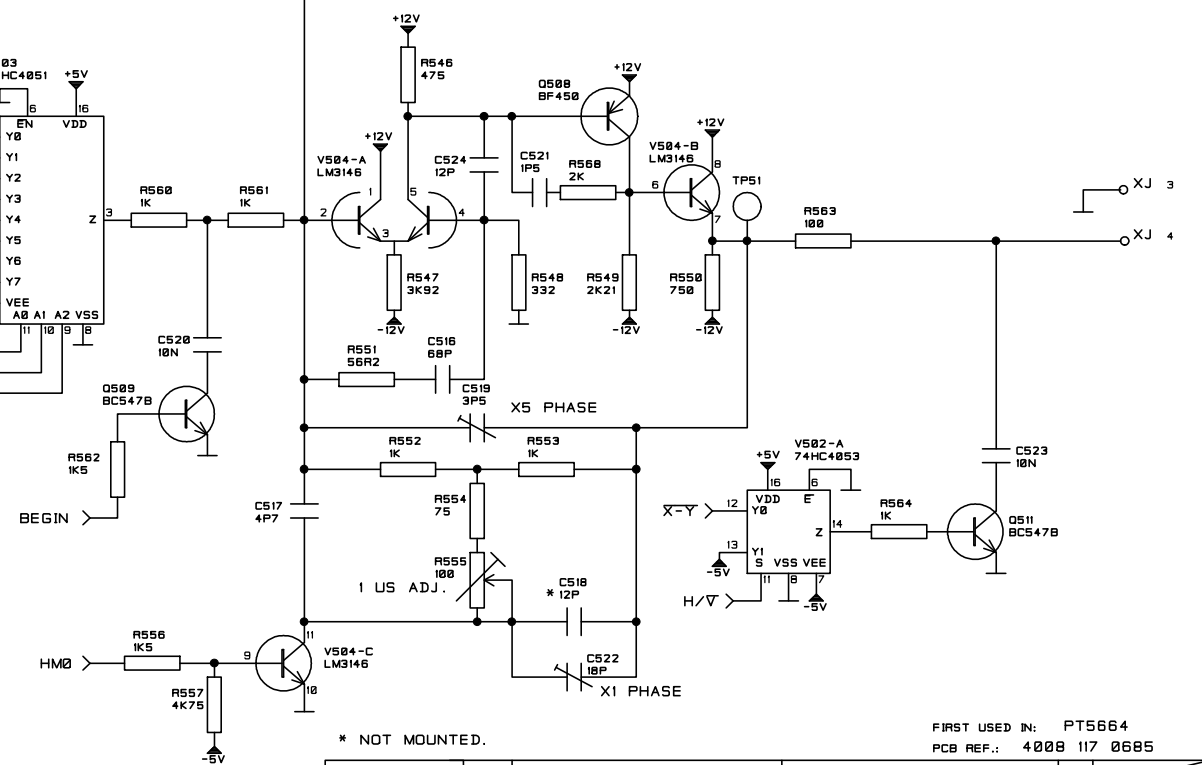 +12V
03
HC4051
+5V
R546
475
Q508
BF450
+12V
6
16
EN
VDD
Y0
Y1
Y2
Y3
Y4
Y5
Y6
Y7
VEE
A0 A1 A2 VSS
11
10
9
8
Z
3
R560
1K
R561
1K
+12V
V504-A
LM3146
1
5
2
3
4
C524
12P
C521
1P5
R568
2K
V504-B
LM3146
+12V
8
6
7
TP51
XJ 3
R563
100
XJ 4
R547
3K92
-12V
R548
332
R549
2K21
-12V
R550
750
-12V
C520
10N
R551
56R2
C516
68P
Q509
BC547B
C519
3P5
X5 PHASE
R562
1K5
R552
1K
R553
1K
V502-A
74HC4053
+5V
C523
10N
BEGIN
C517
4P7
R554
75
16
6
VDD
E
X-Y
12
Y0
R564
1K
Q511
BC547B
Z
14
13
Y1
-5V
S VSS VEE
11
8
7
-5V
H/V
R555
100
1 US ADJ.
C518
* 12P
R556
1K5
HM0
9
11
V504-C
LM3146
10
C522
18P
X1 PHASE
R557
4K75
-5V
* NOT MOUNTED.
FIRST USED IN: PT5664
PCB REF.: 4008 117 0685